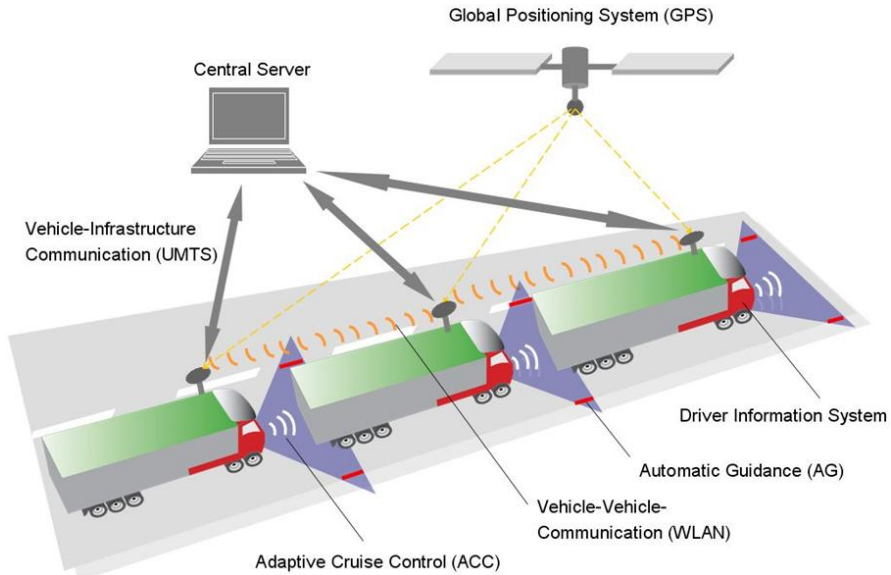 Global Positioning System (GPS)
Central Server
Vehicle-Infrastructure
Communication (UMTS)
Driver Information System
Automatic Guidance (AG)
Vehicle-Vehicle-
Communication (WLAN)
Adaptive Cruise Control (ACC)